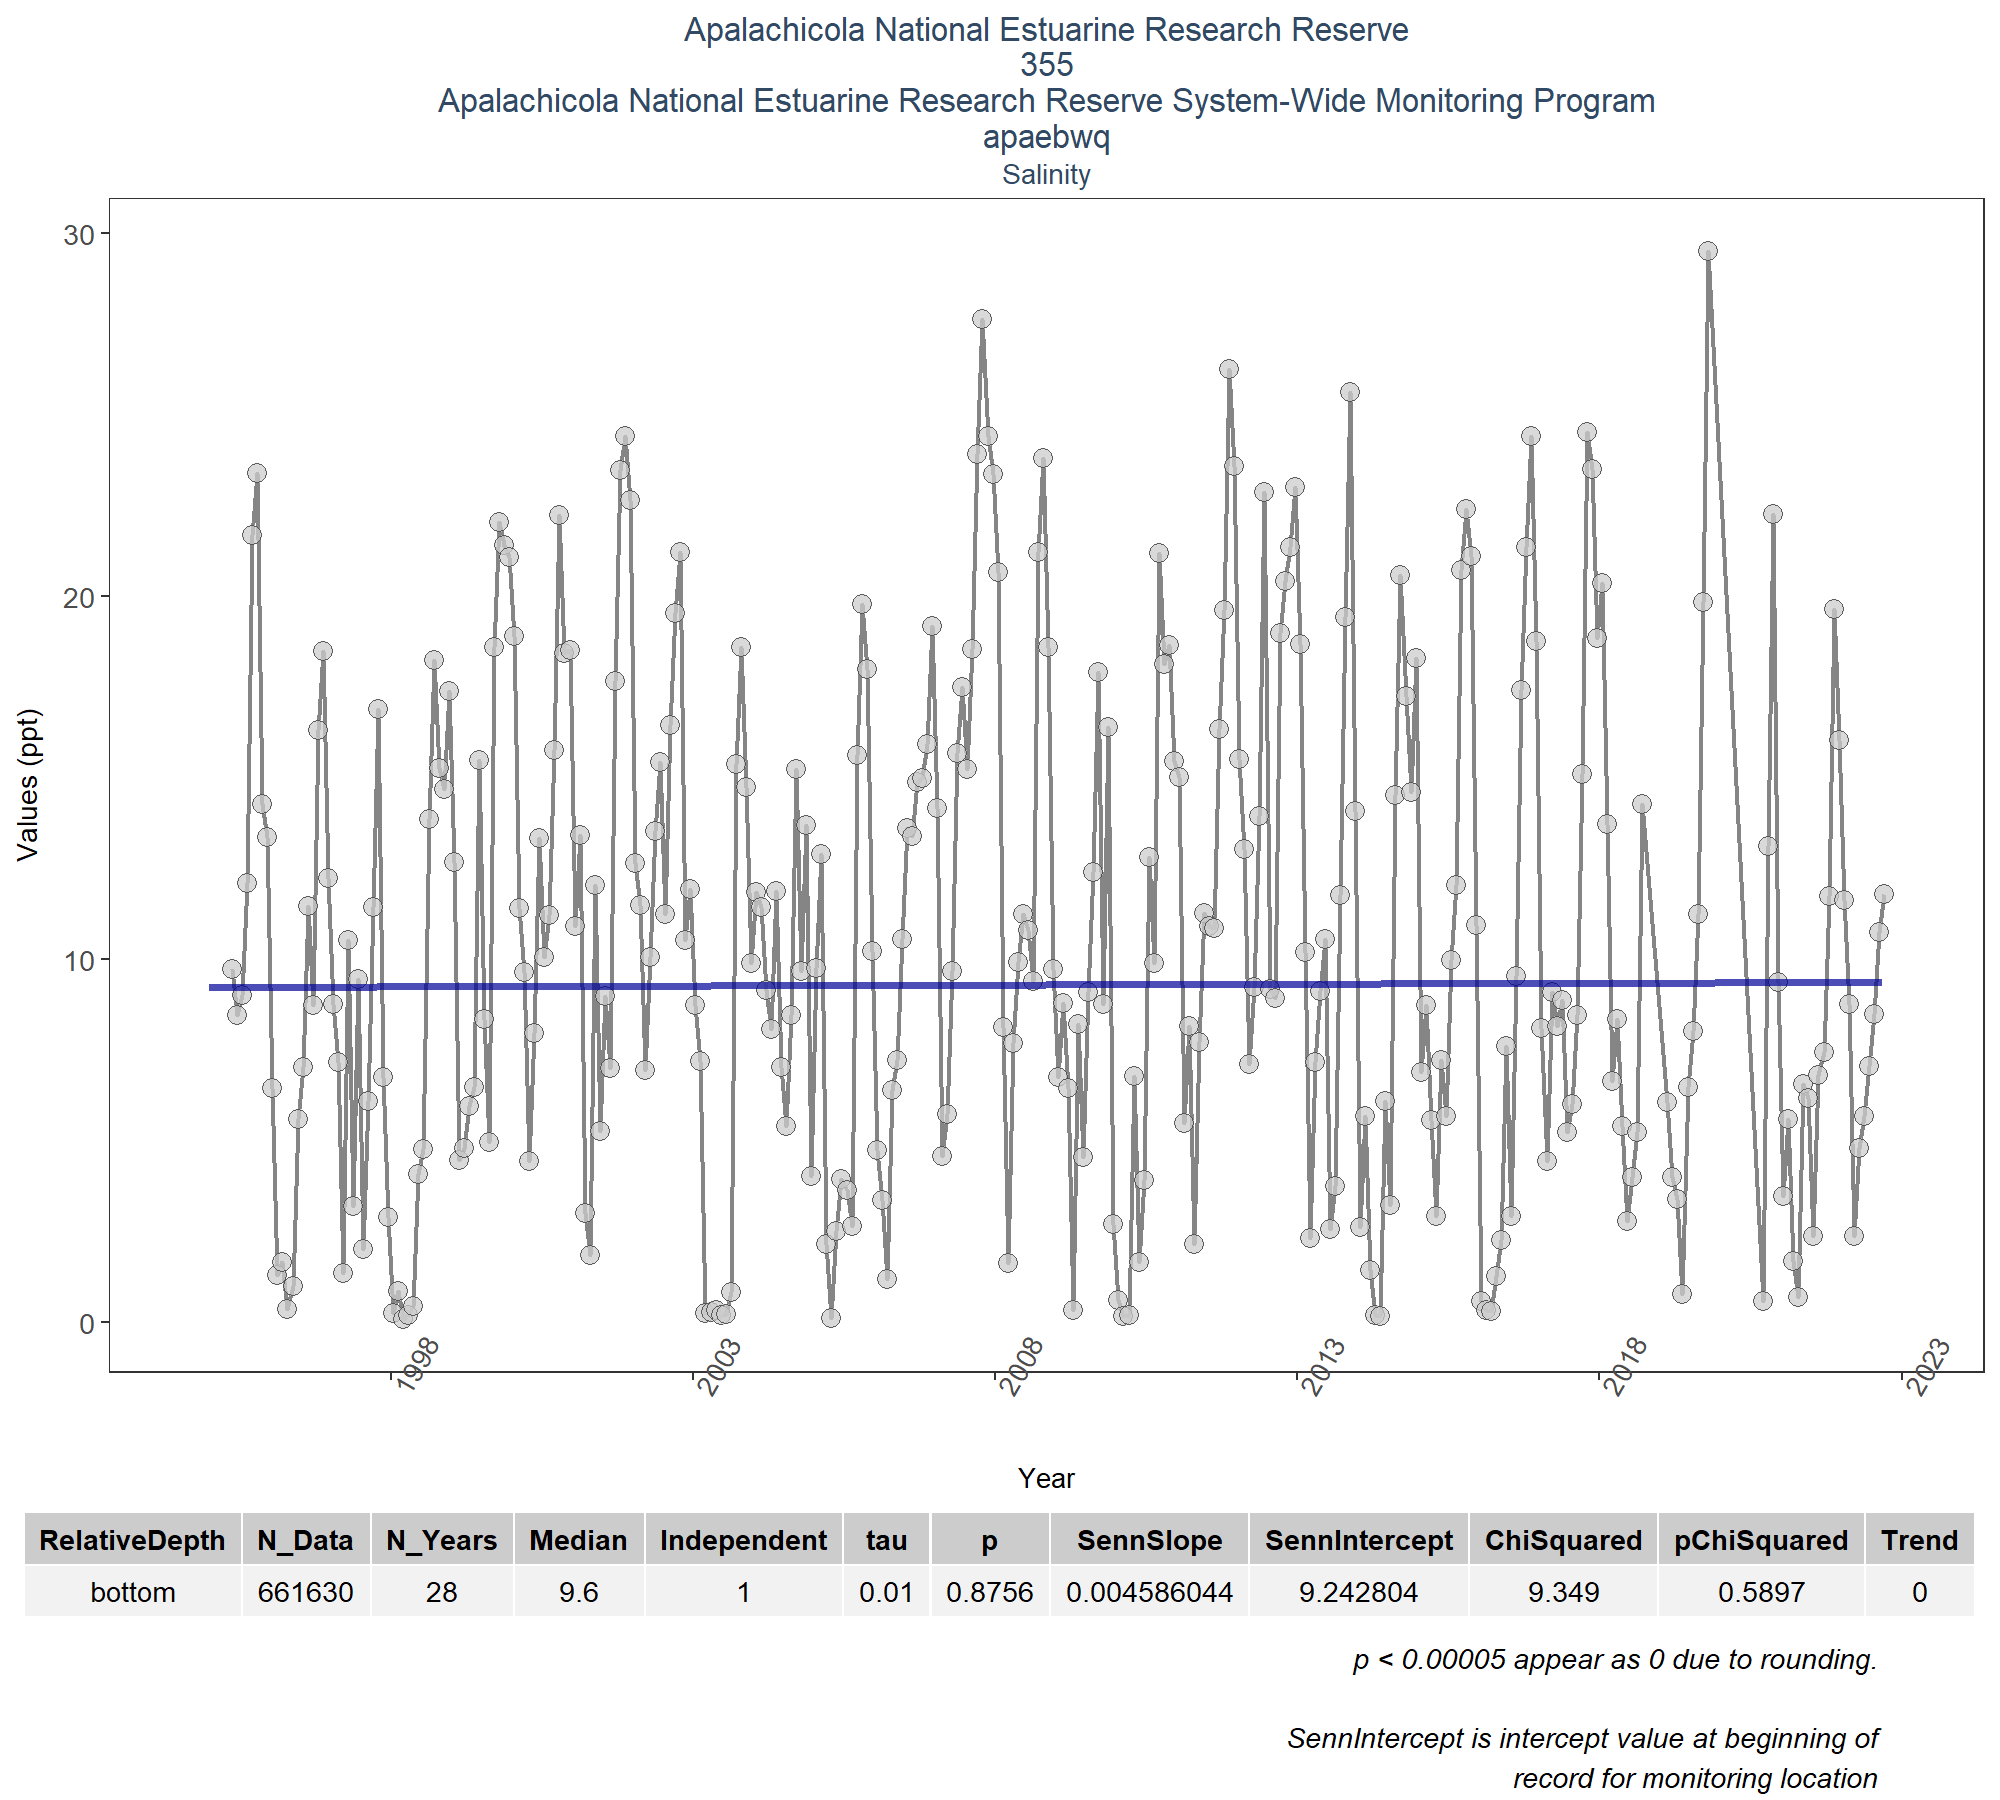 Apalachicola National Estuarine Research Reserve
355
Apalachicola National Estuarine Research Reserve System-Wide Monitoring Program
apaebwq
Salinity
30
20
10
0
Values (ppt)
1998 2003 2008 2013 2018 2023
Year
RelativeDepth N_Data N_Years Median Independent tau p SennSlope SennIntercept ChiSquared pChiSquared Trend
bottom 661630 28 9.6 1 0.01 0.8756 0.004586044 9.242804 9.349 0.5897 0
p < 0.00005 appear as 0 due to rounding.
SennIntercept is intercept value at beginning of
record for monitoring location